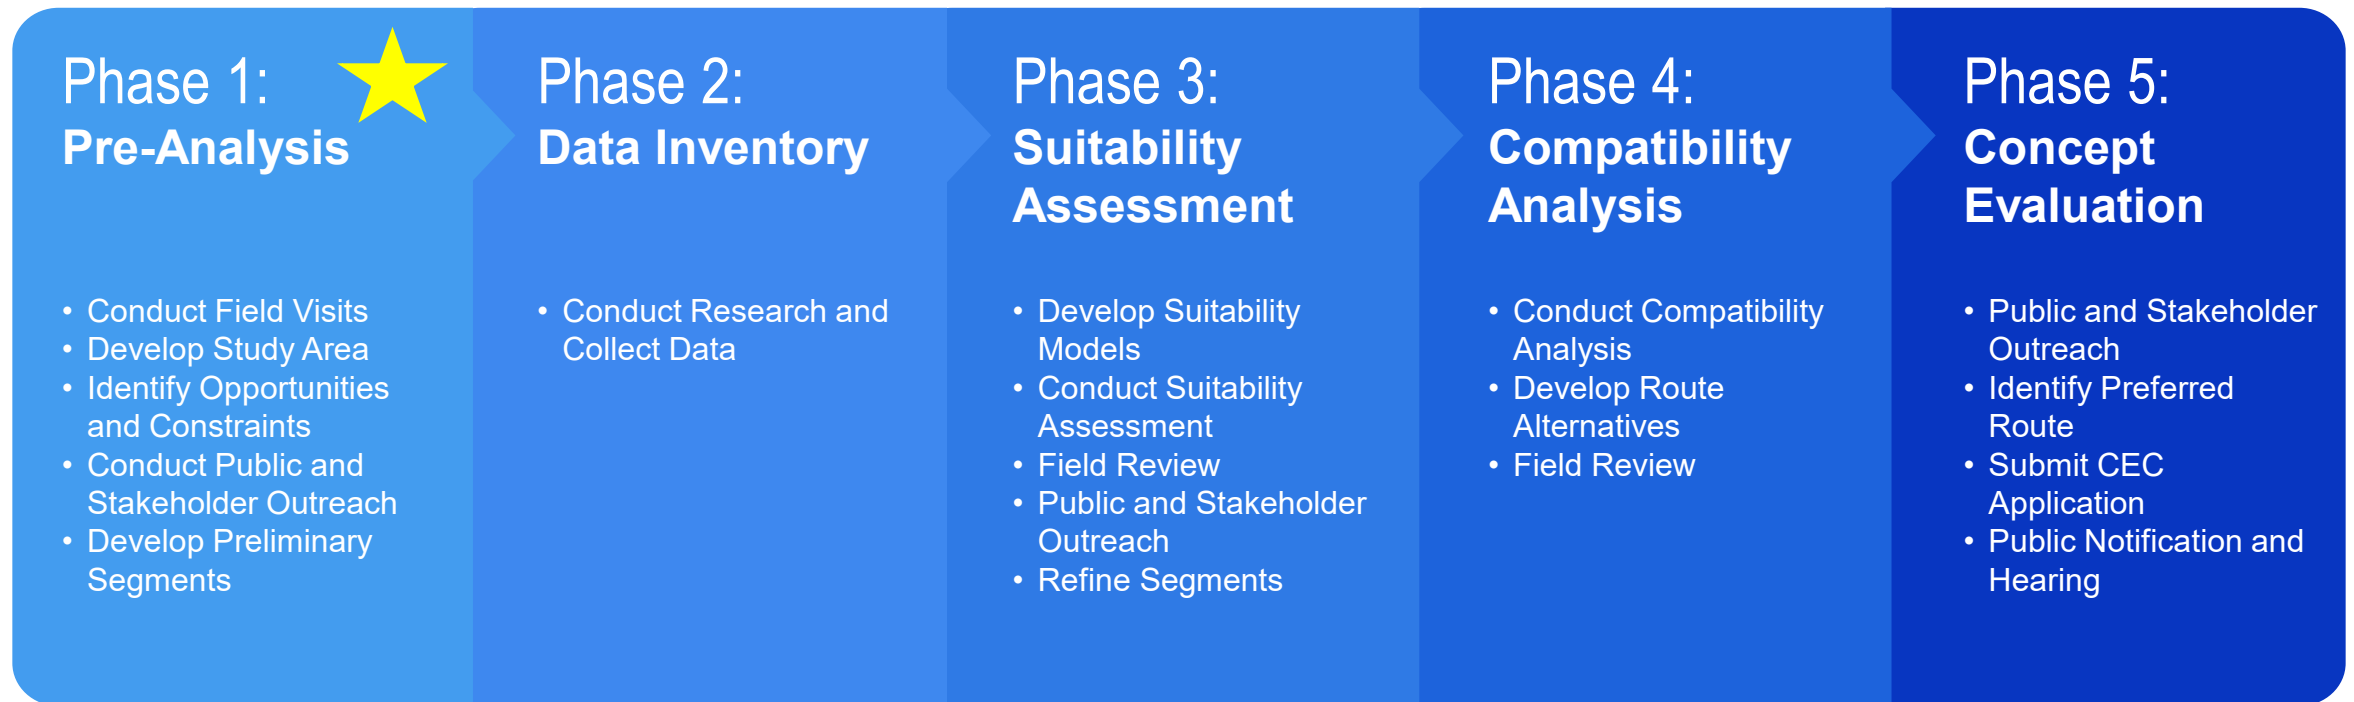 Phase 1:
Pre-Analysis
• Conduct Field Visits
• Develop Study Area
• Identify Opportunities
and Constraints
• Conduct Public and
Stakeholder Outreach
• Develop Preliminary
Segments
Phase 2:
Data Inventory
• Conduct Research and
Collect Data
Phase 3:
Suitability
Assessment
• Develop Suitability
Models
• Conduct Suitability
Assessment
• Field Review
• Public and Stakeholder
Outreach
• Refine Segments
Phase 4:
Compatibility
Analysis
• Conduct Compatibility
Analysis
• Develop Route
Alternatives
• Field Review
Phase 5:
Concept
Evaluation
• Public and Stakeholder
Outreach
• Identify Preferred
Route
• Submit CEC
Application
• Public Notification and
Hearing